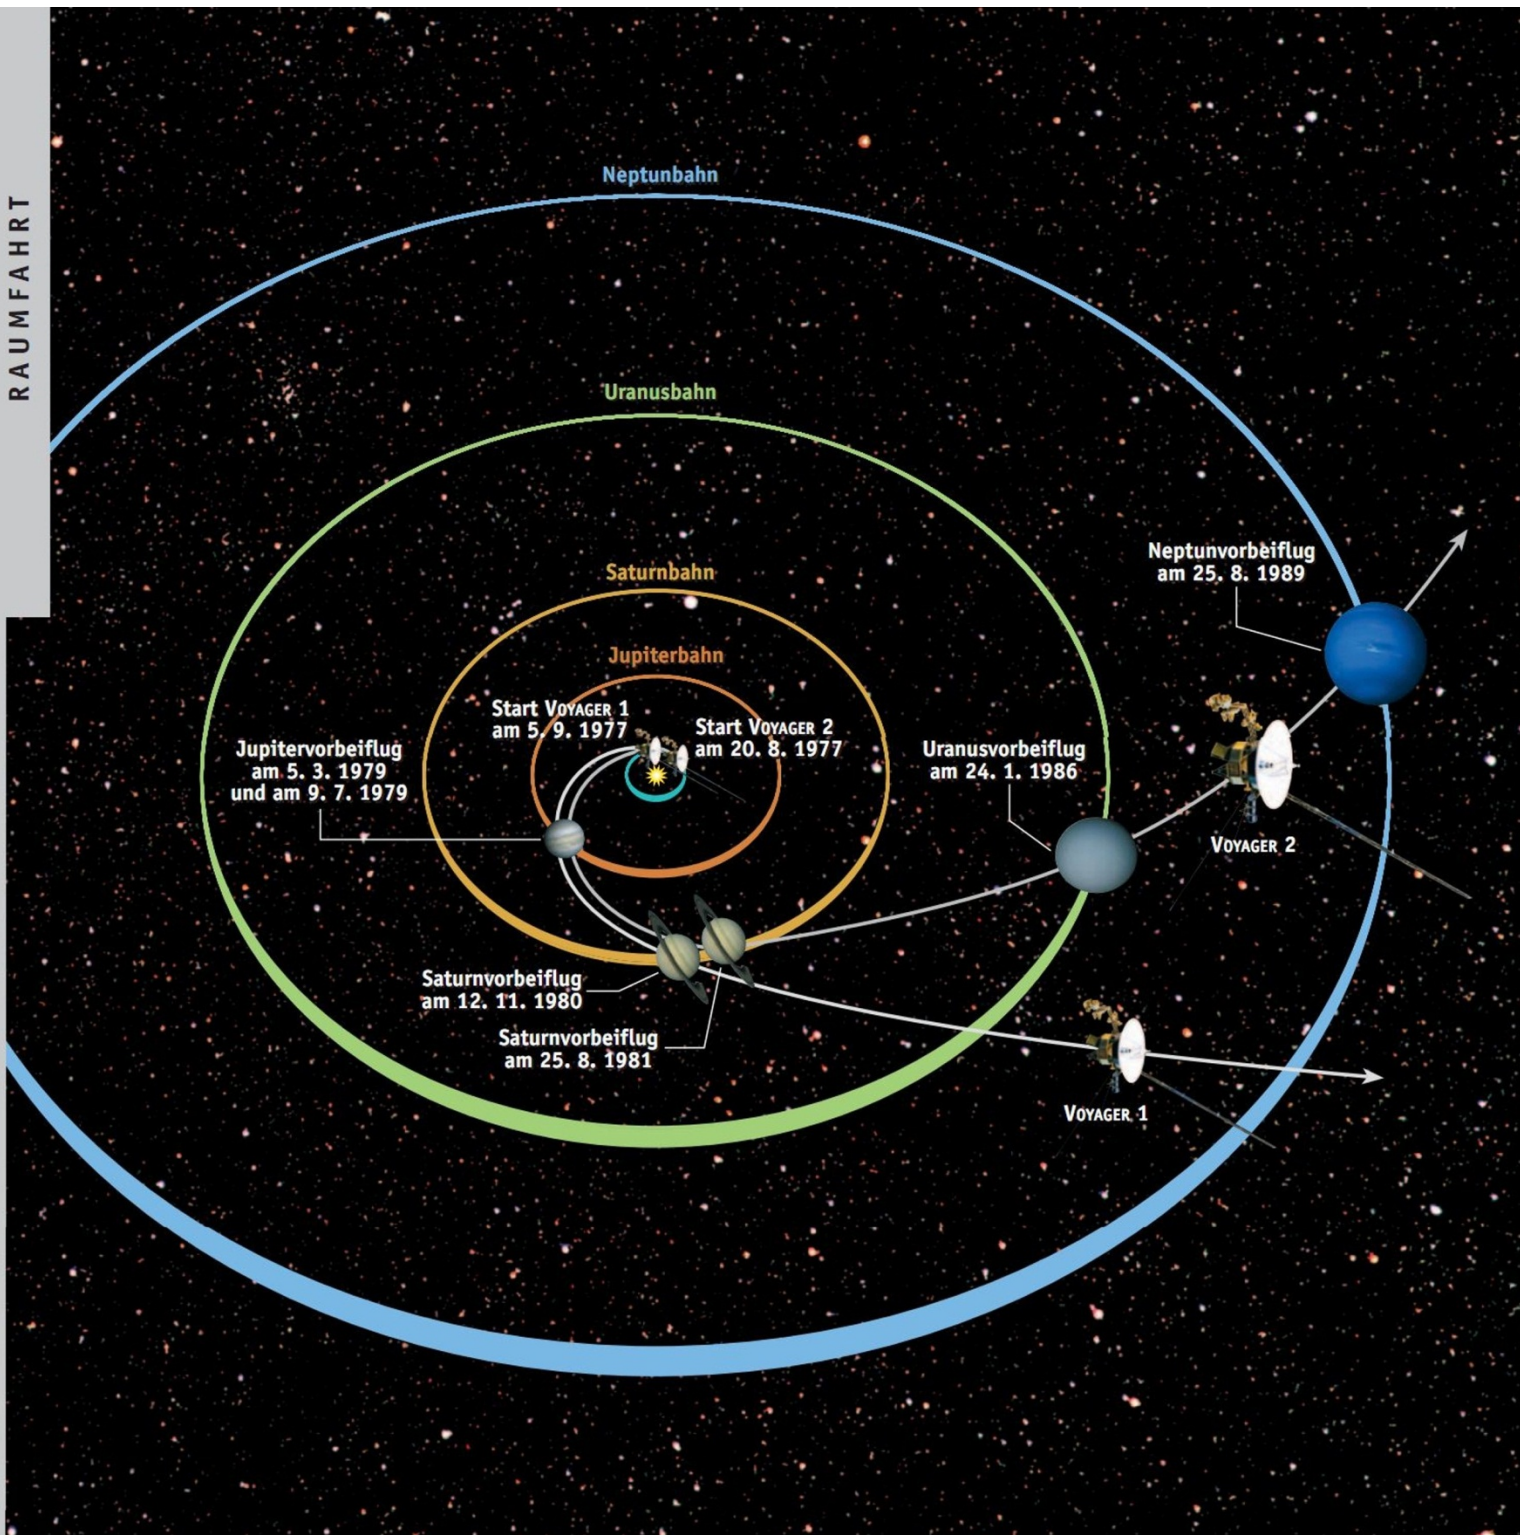 RAUMFAHRT
Neptunbahn
Uranusbahn
Neptunvorbeiflug
am 25. 8. 1989
Saturnbahn
Jupiterbahn
Start VOYAGER 1
am 5. 9. 1977
Start VOYAGER 2
am 20. 8. 1977
Jupitervorbeiflug
am 5. 3. 1979
und am 9. 7. 1979
Uranusvorbeiflug
am 24. 1. 1986
VOYAGER 2
Saturnvorbeiflug
am 12. 11. 1980
Saturnvorbeiflug
am 25. 8. 1981
VOYAGER 1